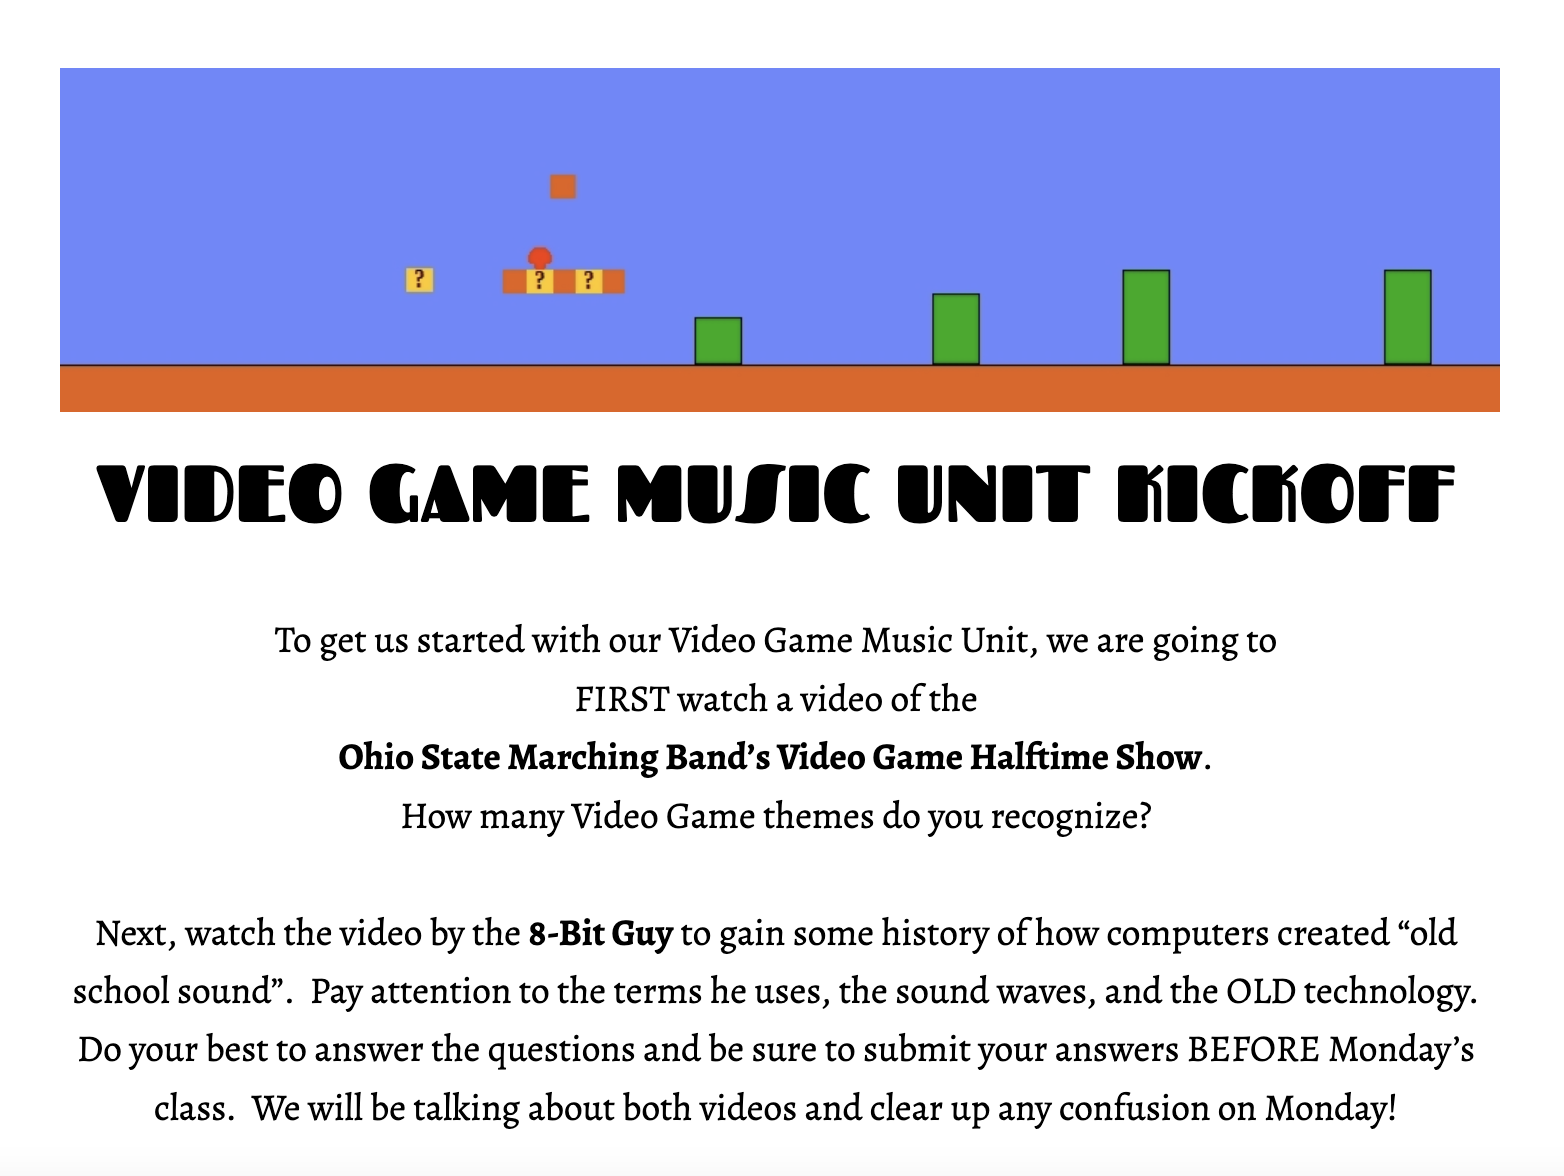 ?
? ?
VIDEO GAME MUSIC UNIT KICKOFF
To get us started with our Video Game Music Unit, we are going to
FIRST watch a video of the
Ohio State Marching Band’s Video Game Halftime Show.
How many Video Game themes do you recognize?
Next, watch the video by the 8-Bit Guy to gain some history of how computers created “old
school sound”.  Pay attention to the terms he uses, the sound waves, and the OLD technology.
Do your best to answer the questions and be sure to submit your answers BEFORE Monday’s
class.  We will be talking about both videos and clear up any confusion on Monday!